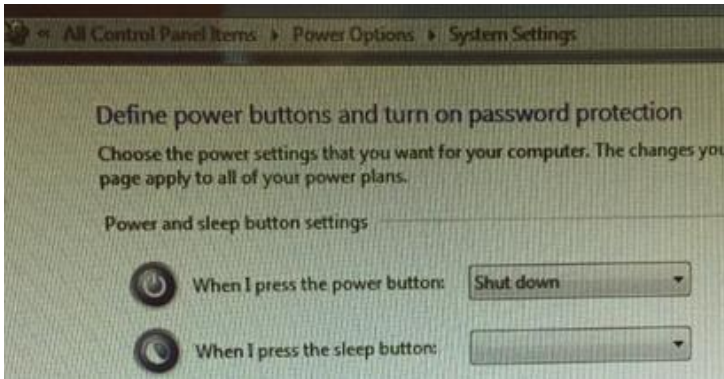 « All Control Panel Items ▸ Power Options ▸ System Settings
Define power buttons and turn on password protection
Choose the power settings that you want for your computer. The changes you
page apply to all of your power plans.
Power and sleep button settings
When I press the power button: Shut down
When I press the sleep button: